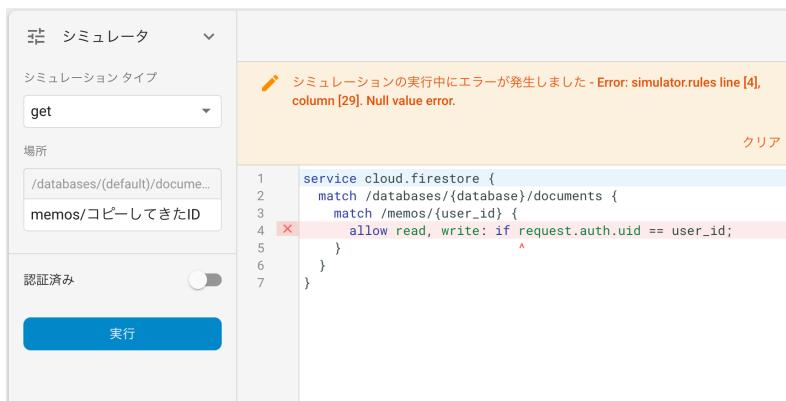 シミュレータ
シミュレーション タイプ
get
場所
/databases/(default)/docume...
memos/コピーしてきたID
認証済み
実行
シミュレーションの実行中にエラーが発生しました - Error: simulator.rules line [4],
column [29]. Null value error.
クリア
1 service cloud.firestore {
2 match /databases/{database}/documents {
3 match /memos/{user_id} {
4 allow read, write: if request.auth.uid == user_id;
5 }
^
6 }
7 }